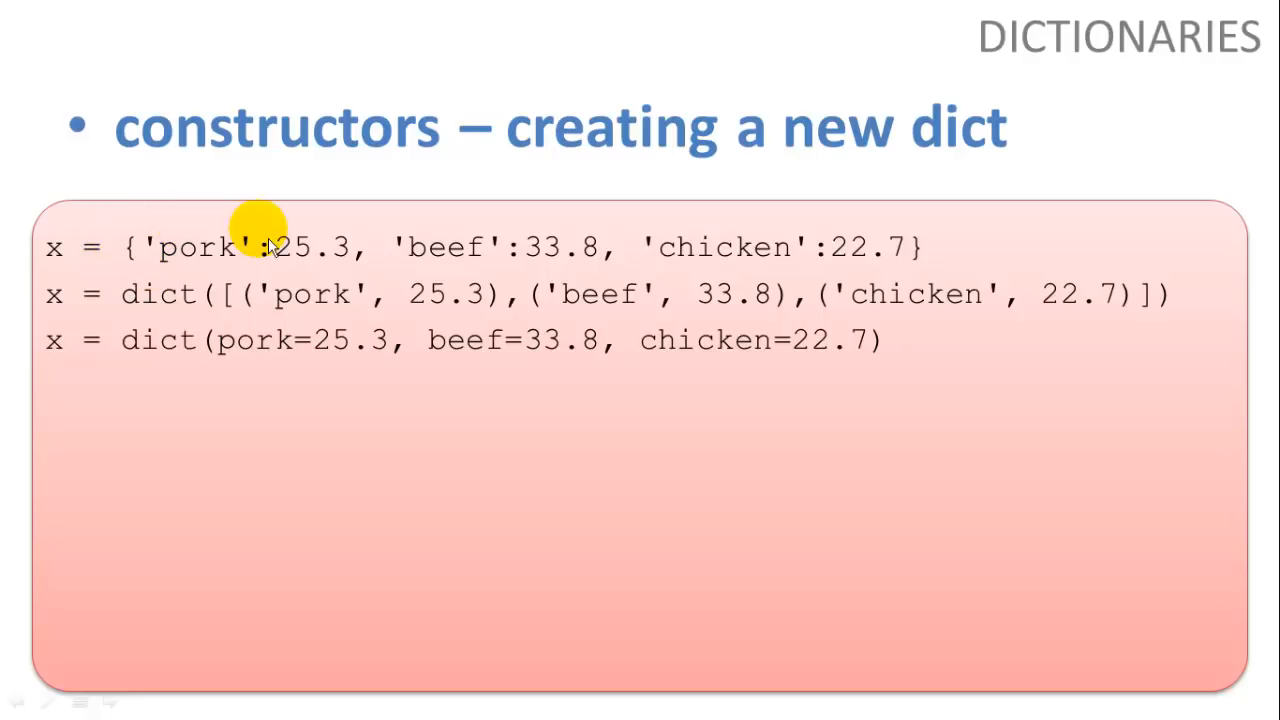 DICTIONARIES
• constructors – creating a new dict
x = {'pork':25.3, 'beef':33.8, 'chicken':22.7}
x = dict([('pork', 25.3),('beef', 33.8),('chicken', 22.7)])
x = dict(pork=25.3, beef=33.8, chicken=22.7)